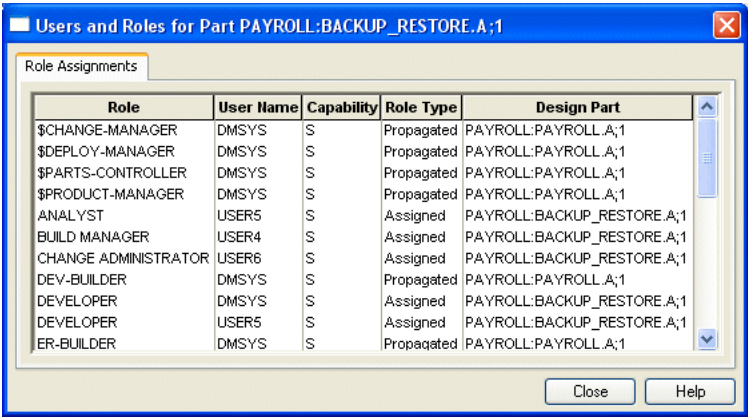 Users and Roles for Part PAYROLL:BACKUP_RESTORE.A;1
Role Assignments
Role User Name Capability Role Type Design Part
$CHANGE-MANAGER DMSYS S Propagated PAYROLL:PAYROLL.A;1
$DEPLOY-MANAGER DMSYS S Propagated PAYROLL:PAYROLL.A;1
$PARTS-CONTROLLER DMSYS S Propagated PAYROLL:PAYROLL.A;1
$PRODUCT-MANAGER DMSYS S Propagated PAYROLL:PAYROLL.A;1
ANALYST USER5 S Assigned PAYROLL:BACKUP_RESTORE.A;1
BUILD MANAGER USER4 S Assigned PAYROLL:BACKUP_RESTORE.A;1
CHANGE ADMINISTRATOR USER6 S Assigned PAYROLL:BACKUP_RESTORE.A;1
DEV-BUILDER DMSYS S Propagated PAYROLL:PAYROLL.A;1
DEVELOPER DMSYS S Assigned PAYROLL:BACKUP_RESTORE.A;1
DEVELOPER USER5 S Assigned PAYROLL:BACKUP_RESTORE.A;1
ER-BUILDER DMSYS S Propagated PAYROLL:PAYROLL.A;1
Close Help